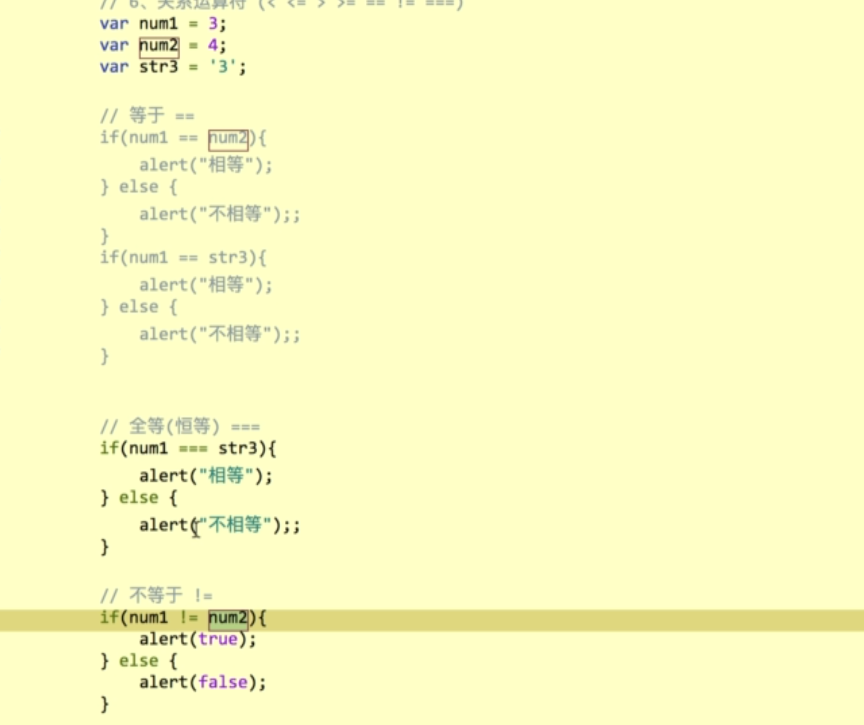 // 6、关系运算符 (< <= > >= == != ===)
var num1 = 3;
var num2 = 4;
var str3 = '3';
// 等于 ==
if(num1 == num2){
alert("相等");
} else {
alert("不相等");;
}
if(num1 == str3){
alert("相等");
} else {
alert("不相等");;
}
// 全等(恒等) ===
if(num1 === str3){
alert("相等");
} else {
alert("不相等");;
}
// 不等于 !=
if(num1 != num2){
alert(true);
} else {
alert(false);
}